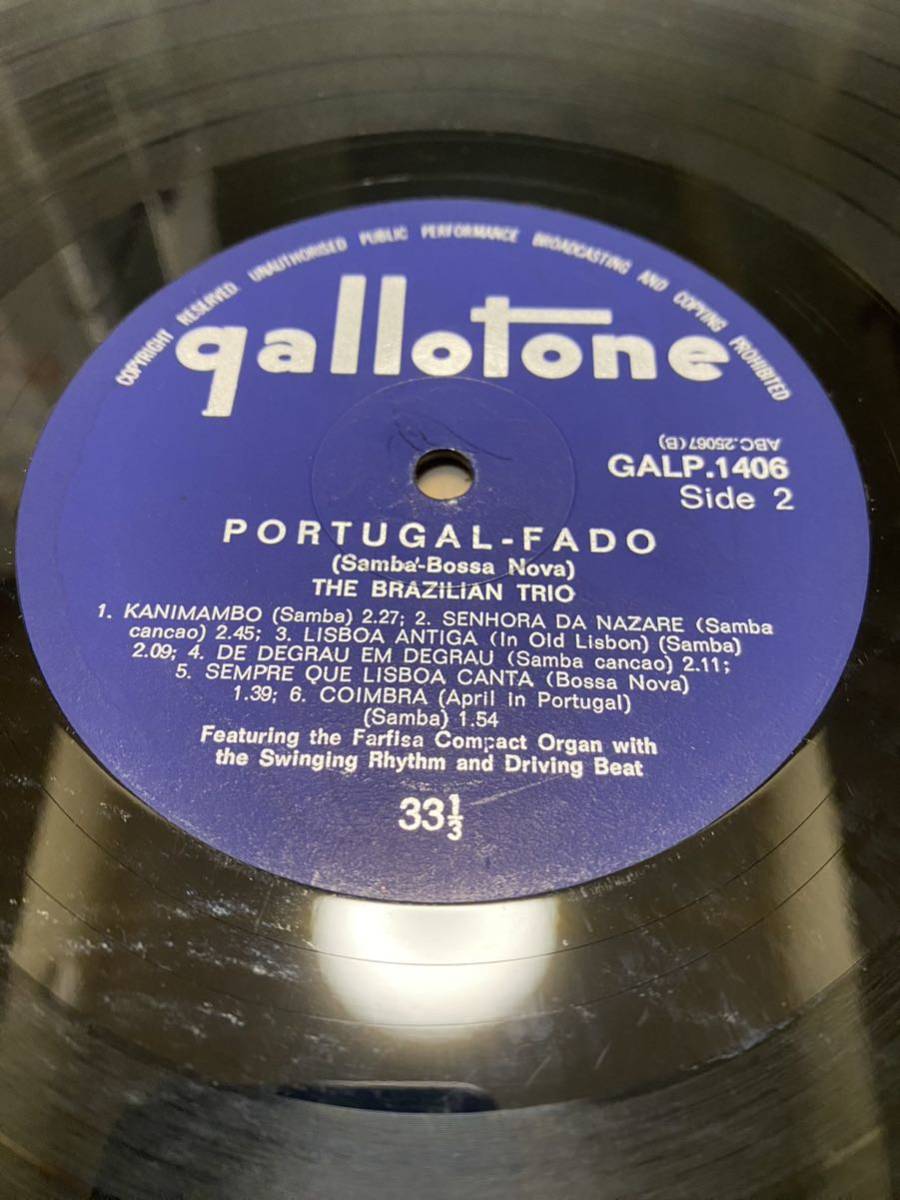 COPYRIGHT RESERVED. UNAUTHORISED PUBLIC PERFORMANCE BROADCASTING AND COPYING PROHIBITED
gallotone
ABC.25067(B)
GALP.1406
Side 2
PORTUGAL-FADO
(Samba'-Bossa Nova)
THE BRAZILIAN TRIO
1. KANIMAMBO (Samba) 2.27; 2. SENHORA DA NAZARE (Samba
cancao) 2.45; 3. LISBOA ANTIGA (In Old Lisbon) (Samba)
2.09; 4. DE DEGRAU EM DEGRAU (Samba cancao) 2.11;
5. SEMPRE QUE LISBOA CANTA (Bossa Nova)
1.39; 6. COIMBRA (April in Portugal)
(Samba) 1.54
Featuring the Farfisa Compact Organ with
the Swinging Rhythm and Driving Beat
33⅓